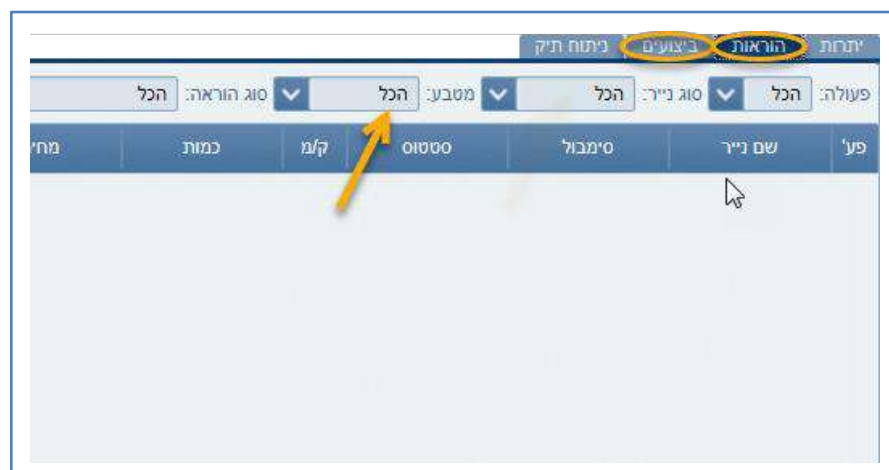 יתרות הוראות ביצועים ניתוח תיק
פעולה: הכל סוג נייר: הכל מטבע: הכל סוג הוראה: הכל
פע' שם נייר סימבול סטטוס ק/מ כמות